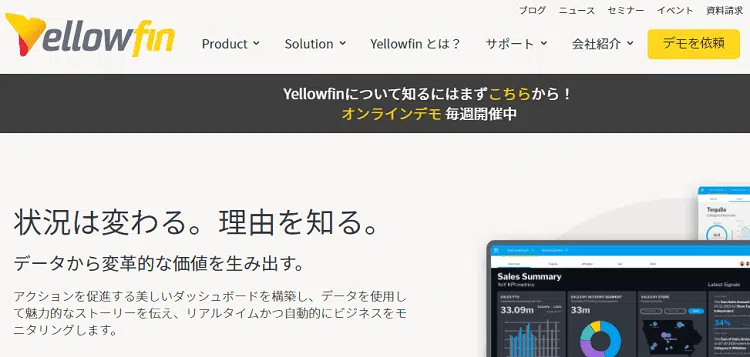 ブログ ニュース セミナー イベント 資料請求
Yellowfin
Product Solution Yellowfin とは？ サポート 会社紹介 デモを依頼
Yellowfinについて知るにはまずこちらから！
オンラインデモ 毎週開催中
状況は変わる。理由を知る。
データから変革的な価値を生み出す。
アクションを促進する美しいダッシュボードを構築し、データを使用し
て魅力的なストーリーを伝え、リアルタイムかつ自動的にビジネスをモ
ニタリングします。
Tequila
Sales Summary
YoY KPI metrics
Latest Signals
SALES YTD
SALES BY ACCOUNT SEGMENT
SALES BY STORE
33.09m
33m
34%